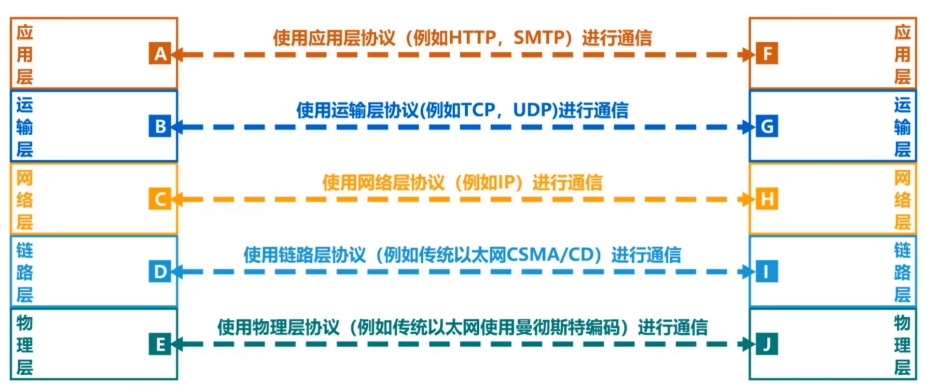 应用层 A 使用应用层协议（例如HTTP，SMTP）进行通信 F 应用层
运输层 B 使用运输层协议(例如TCP，UDP)进行通信 G 运输层
网络层 C 使用网络层协议（例如IP）进行通信 H 网络层
链路层 D 使用链路层协议（例如传统以太网CSMA/CD）进行通信 I 链路层
物理层 E 使用物理层协议（例如传统以太网使用曼彻斯特编码）进行通信 J 物理层